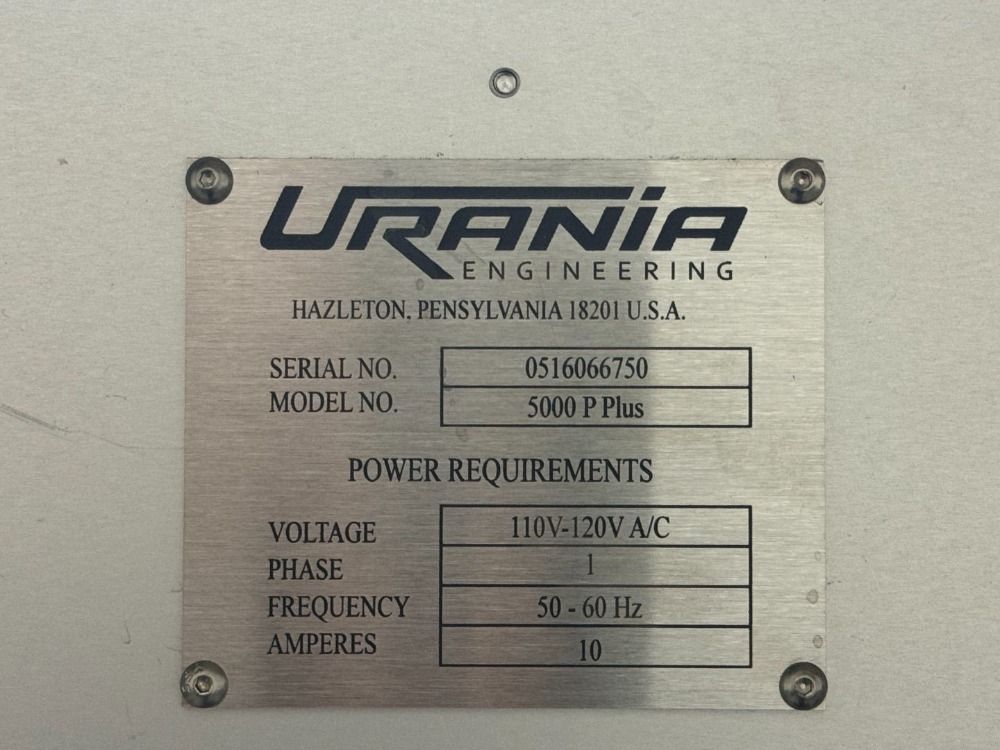 URANIA
ENGINEERING
HAZLETON, PENSYLVANIA 18201 U.S.A.
SERIAL NO. 0516066750
MODEL NO. 5000 P Plus
POWER REQUIREMENTS
VOLTAGE 110V-120V A/C
PHASE 1
FREQUENCY 50 - 60 Hz
AMPERES 10